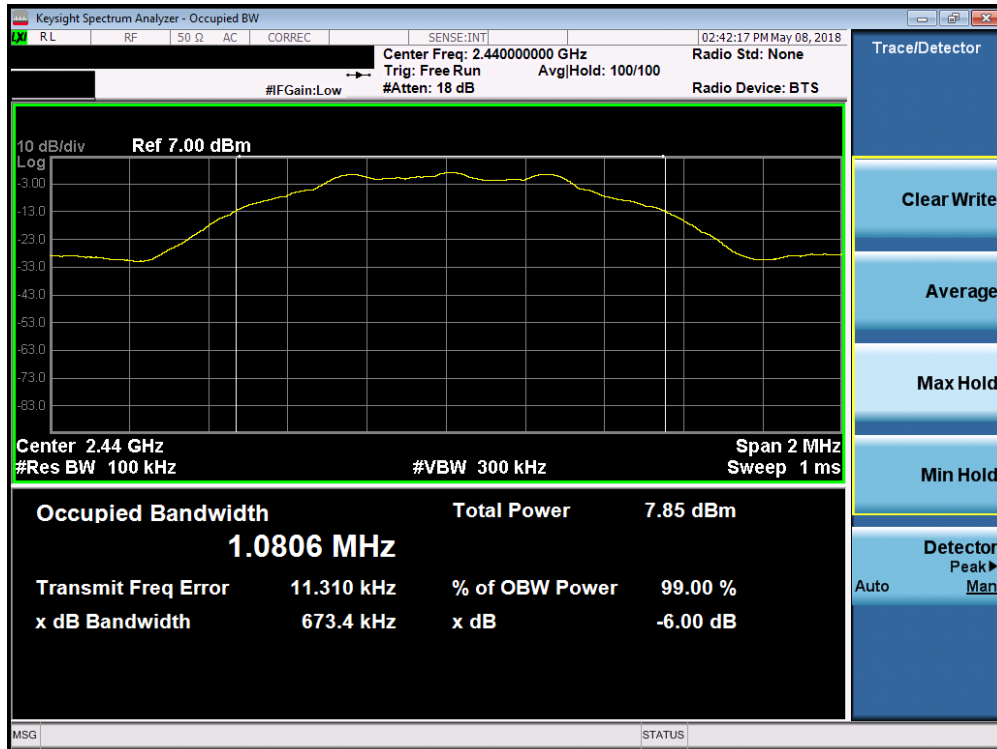 Keysight Spectrum Analyzer - Occupied BW
LXI RL RF 50 Ω AC CORREC SENSE:INT 02:42:17 PM May 08, 2018
Center Freq: 2.440000000 GHz Radio Std: None
Trig: Free Run Avg|Hold: 100/100
#IFGain:Low #Atten: 18 dB Radio Device: BTS
Trace/Detector
10 dB/div Ref 7.00 dBm
Log
-3.00
-13.0
-23.0
-33.0
-43.0
-53.0
-63.0
-73.0
-83.0
Center 2.44 GHz Span 2 MHz
#Res BW 100 kHz #VBW 300 kHz Sweep 1 ms
Occupied Bandwidth Total Power 7.85 dBm
1.0806 MHz
Transmit Freq Error 11.310 kHz % of OBW Power 99.00 %
x dB Bandwidth 673.4 kHz x dB -6.00 dB
Clear Write
Average
Max Hold
Min Hold
Detector
Peak▶
Auto Man
MSG STATUS